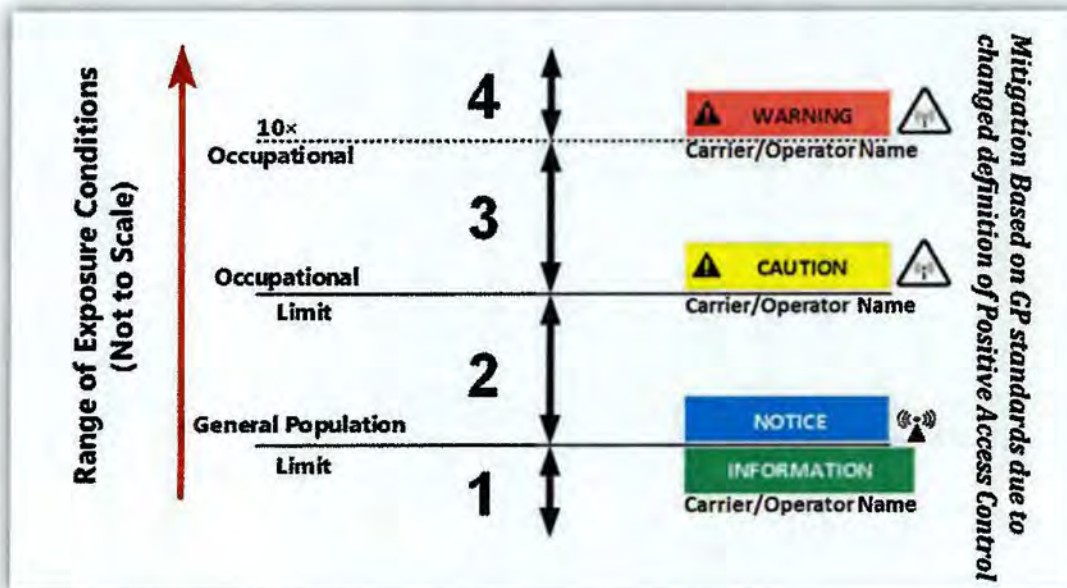 Range of Exposure Conditions
(Not to Scale)
4
10×
Occupational
WARNING
Carrier/Operator Name
3
Occupational
Limit
CAUTION
Carrier/Operator Name
2
General Population
Limit
NOTICE
INFORMATION
1
Carrier/Operator Name
Mitigation Based on GP standards due to
changed definition of Positive Access Control